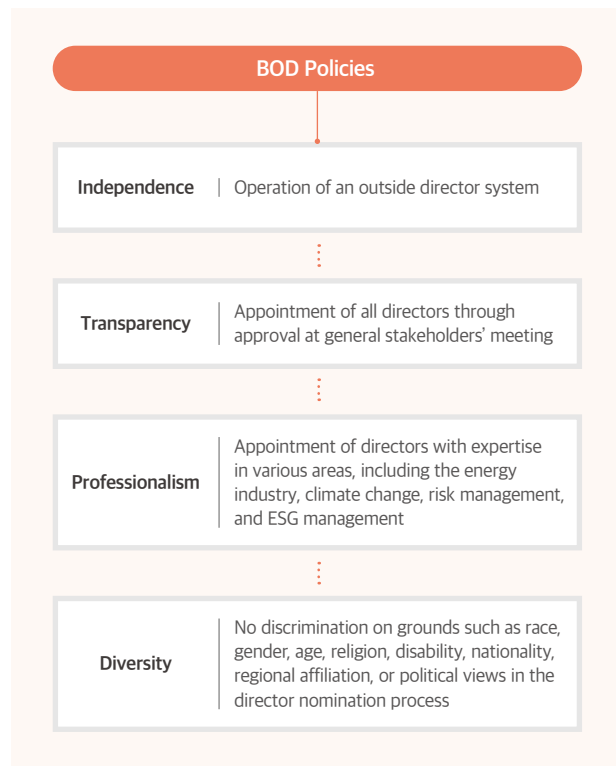 BOD Policies
Independence
Operation of an outside director system
Transparency
Appointment of all directors through
approval at general stakeholders' meeting
Professionalism
Appointment of directors with expertise
in various areas, including the energy
industry, climate change, risk management,
and ESG management
Diversity
No discrimination on grounds such as race,
gender, age, religion, disability, nationality,
regional affiliation, or political views in the
director nomination process